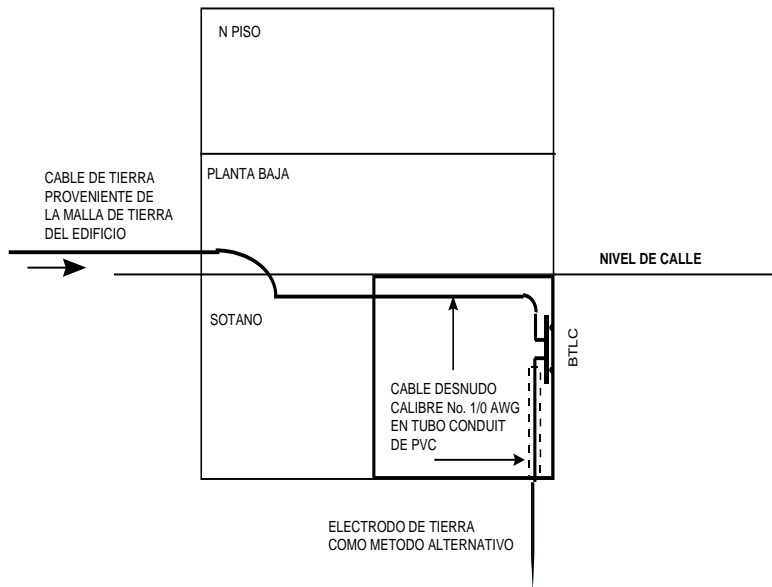 N PISO
CABLE DE TIERRA
PROVENIENTE DE
LA MALLA DE TIERRA
DEL EDIFICIO
PLANTA BAJA
NIVEL DE CALLE
SOTANO
BTLC
CABLE DESNUDO
CALIBRE No. 1/0 AWG
EN TUBO CONDUIT
DE PVC
ELECTRODO DE TIERRA
COMO METODO ALTERNATIVO